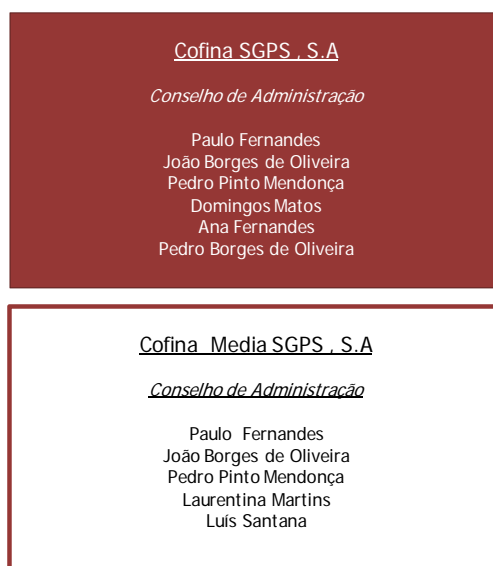 Cofina SGPS , S.A
Conselho de Administração
Paulo Fernandes
João Borges de Oliveira
Pedro Pinto Mendonça
Domingos Matos
Ana Fernandes
Pedro Borges de Oliveira
Cofina Media SGPS , S.A
Conselho de Administração
Paulo Fernandes
João Borges de Oliveira
Pedro Pinto Mendonça
Laurentina Martins
Luís Santana